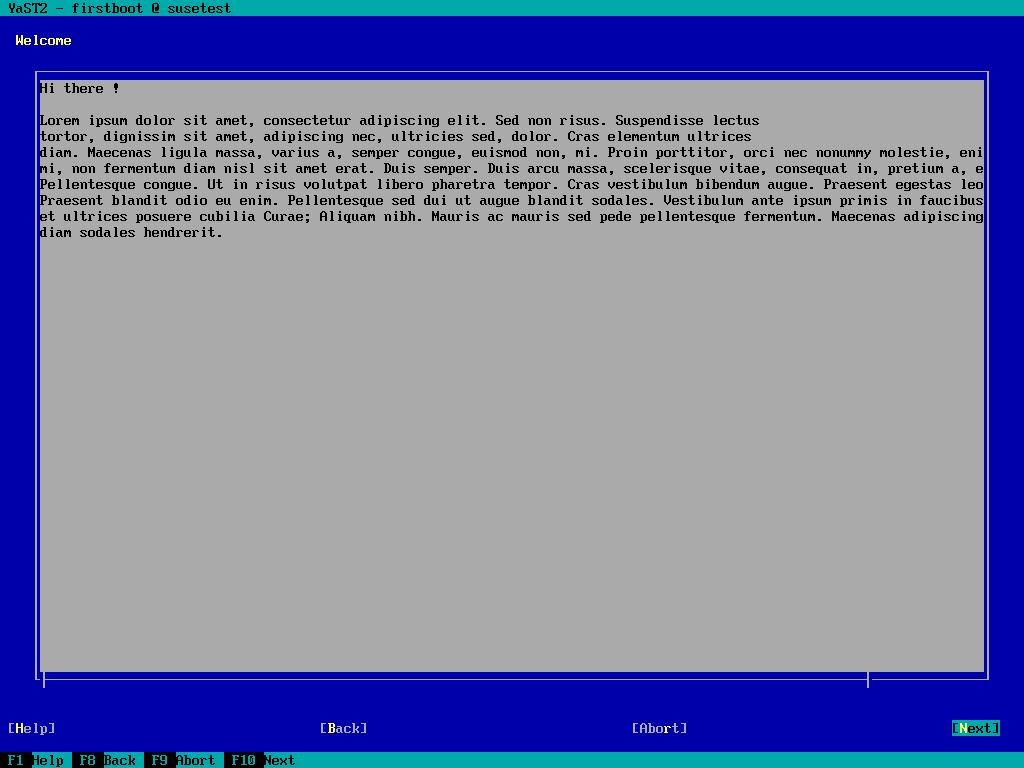 YaST2 - firstboot @ susetest
Welcome
Hi there !
Lorem ipsum dolor sit amet, consectetur adipiscing elit. Sed non risus. Suspendisse lectus
tortor, dignissim sit amet, adipiscing nec, ultricies sed, dolor. Cras elementum ultrices
diam. Maecenas ligula massa, varius a, semper congue, euismod non, mi. Proin porttitor, orci nec nonummy molestie, eni
mi, non fermentum diam nisl sit amet erat. Duis semper. Duis arcu massa, scelerisque vitae, consequat in, pretium a, e
Pellentesque congue. Ut in risus volutpat libero pharetra tempor. Cras vestibulum bibendum augue. Praesent egestas leo
Praesent blandit odio eu enim. Pellentesque sed dui ut augue blandit sodales. Vestibulum ante ipsum primis in faucibus
et ultrices posuere cubilia Curae; Aliquam nibh. Mauris ac mauris sed pede pellentesque fermentum. Maecenas adipiscing
diam sodales hendrerit.
[Help] [Back] [Abort] [Next]
F1 Help F8 Back F9 Abort F10 Next